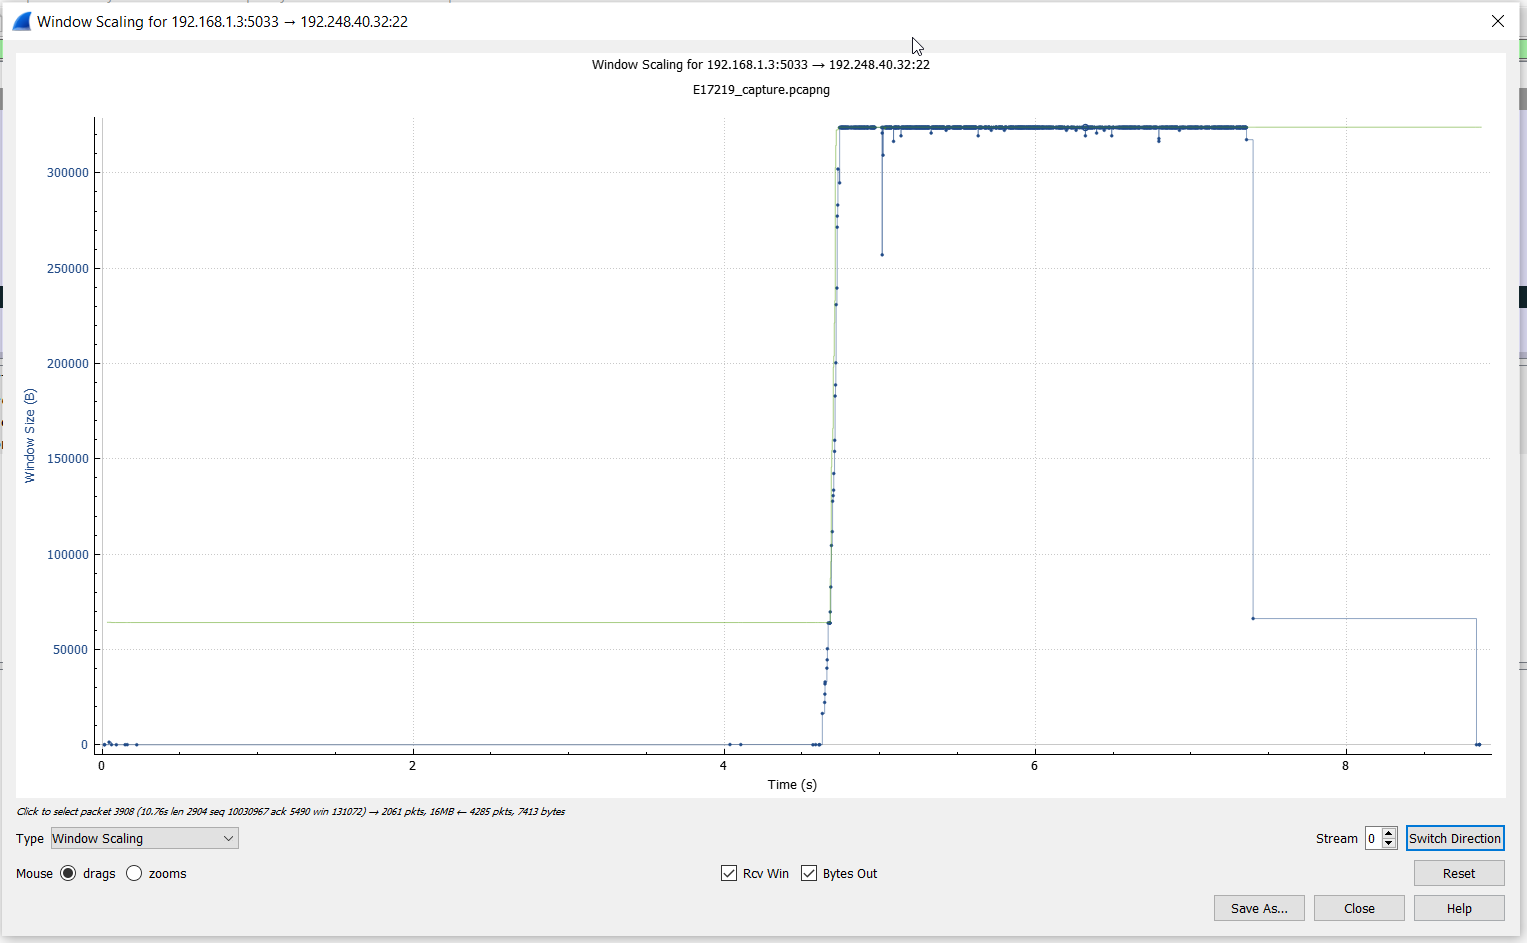 Window Scaling for 192.168.1.3:5033 → 192.248.40.32:22
Window Scaling for 192.168.1.3:5033 → 192.248.40.32:22
E17219_capture.pcapng
Window Size (B)
300000
250000
200000
150000
100000
50000
0
0 2 4 6 8
Time (s)
Click to select packet 3908 (10.76s len 2904 seq 10030967 ack 5490 win 131072) → 2061 pkts, 16MB ← 4285 pkts, 7413 bytes
Type Window Scaling Stream 0 Switch Direction
Mouse drags zooms Rcv Win Bytes Out Reset
Save As... Close Help